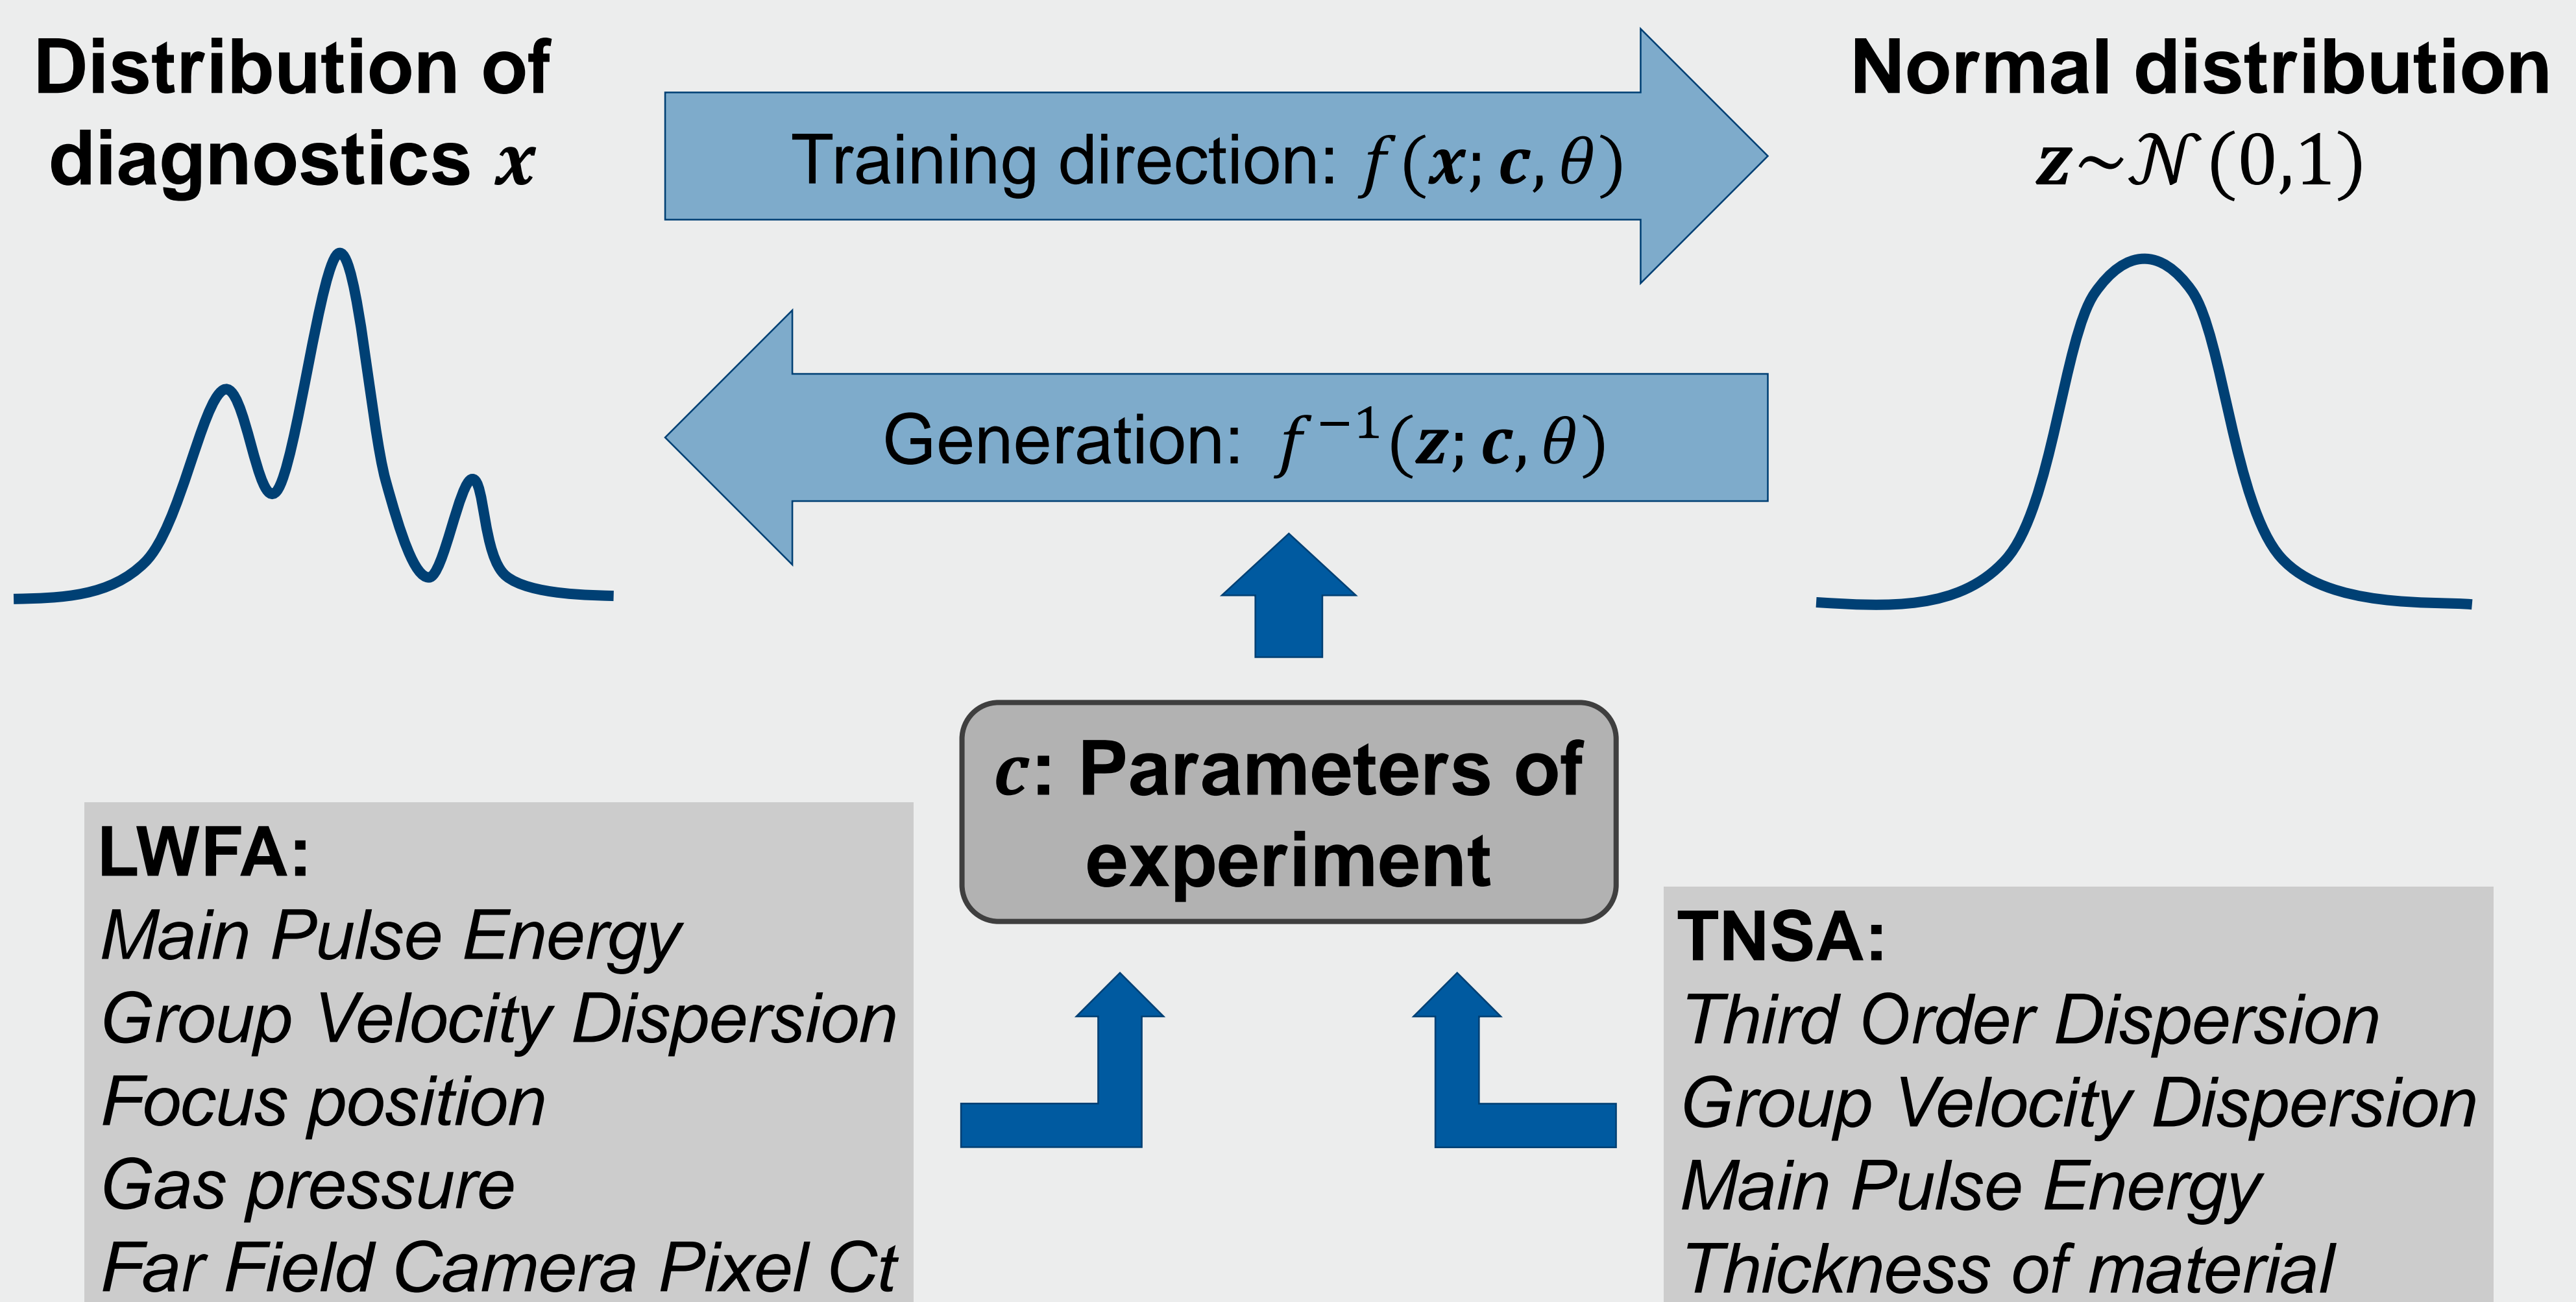 Distribution of
diagnostics x
Training direction: f(x; c, θ)
Normal distribution
z~𝒩(0,1)
Generation: f⁻¹(z; c, θ)
c: Parameters of
experiment
LWFA:
Main Pulse Energy
Group Velocity Dispersion
Focus position
Gas pressure
Far Field Camera Pixel Ct
TNSA:
Third Order Dispersion
Group Velocity Dispersion
Main Pulse Energy
Thickness of material